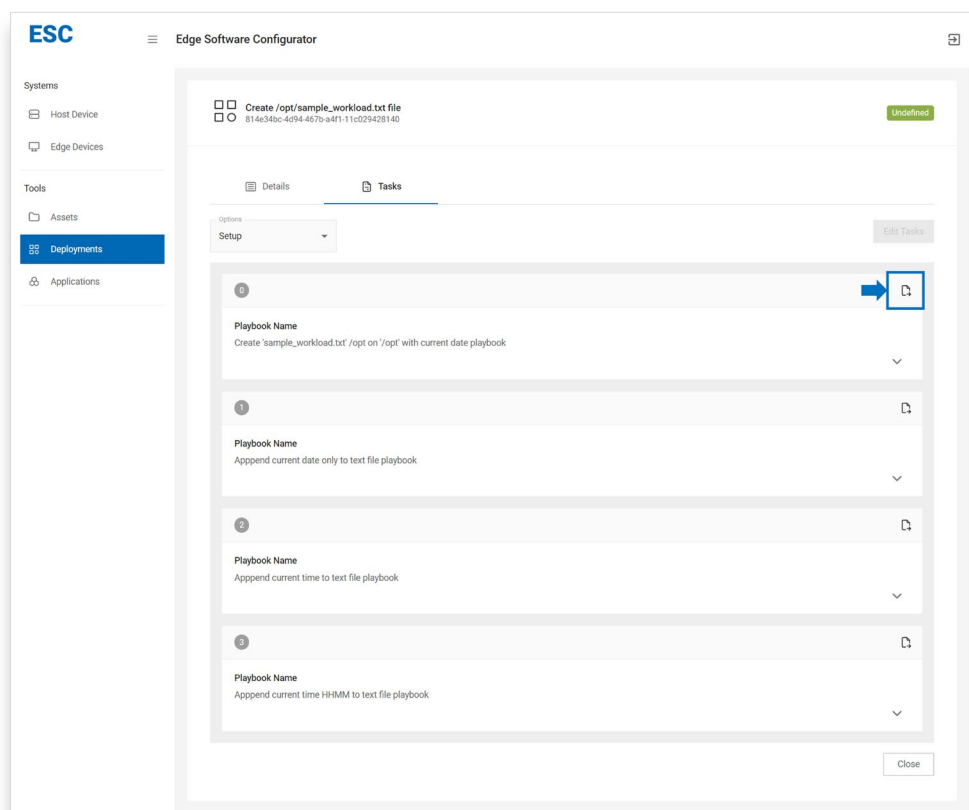 ESC
Edge Software Configurator
Systems
Host Device
Edge Devices
Tools
Assets
Deployments
Applications
Create /opt/sample_workload.txt file
814e34bc-4d94-467b-a4f1-11c029428140
Undefined
Details
Tasks
Options
Setup
Edit Tasks
0
Playbook Name
Create 'sample_workload.txt' /opt on '/opt' with current date playbook
1
Playbook Name
Apppend current date only to text file playbook
2
Playbook Name
Apppend current time to text file playbook
3
Playbook Name
Apppend current time HHMM to text file playbook
Close